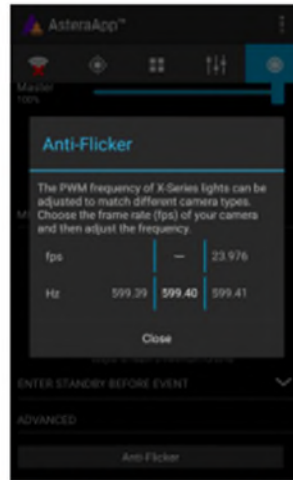 AsteraApp™
Master
100%
Anti-Flicker
The PWM frequency of X-Series lights can be
adjusted to match different camera types.
Choose the frame rate (fps) of your camera
and then adjust the frequency.
fps — 23.976
Hz 599.39 599.40 599.41
Close
ENTER STANDBY BEFORE EVENT
ADVANCED
Anti-Flicker